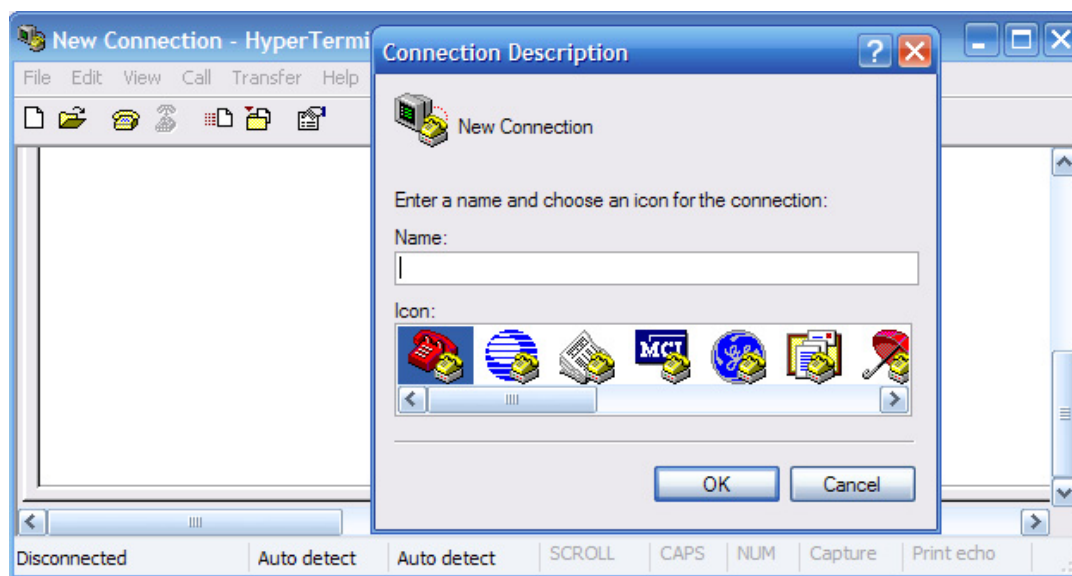 New Connection - HyperTermi
File Edit View Call Transfer Help
Connection Description
New Connection
Enter a name and choose an icon for the connection:
Name:
Icon:
MCI
OK Cancel
Disconnected Auto detect Auto detect SCROLL CAPS NUM Capture Print echo